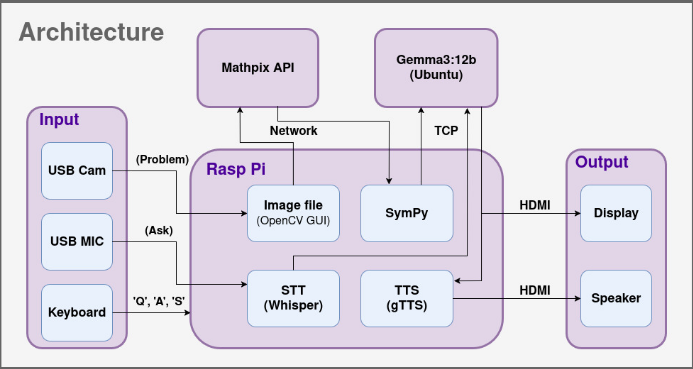 Architecture
Mathpix API
Gemma3:12b
(Ubuntu)
Input
Network
TCP
USB Cam
(Problem)
Rasp Pi
Output
Image file
(OpenCV GUI)
SymPy
HDMI
Display
USB MIC
(Ask)
STT
(Whisper)
TTS
(gTTS)
HDMI
Speaker
Keyboard
'Q', 'A', 'S'